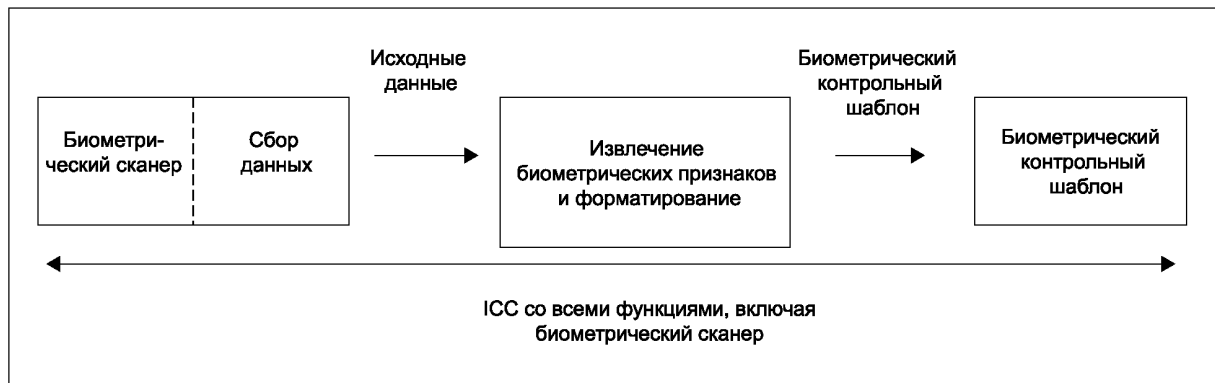 Исходные
данные
Биометрический
контрольный
шаблон
Биометри-
ческий сканер
Сбор
данных
Извлечение
биометрических признаков
и форматирование
Биометрический
контрольный
шаблон
ICC со всеми функциями, включая
биометрический сканер